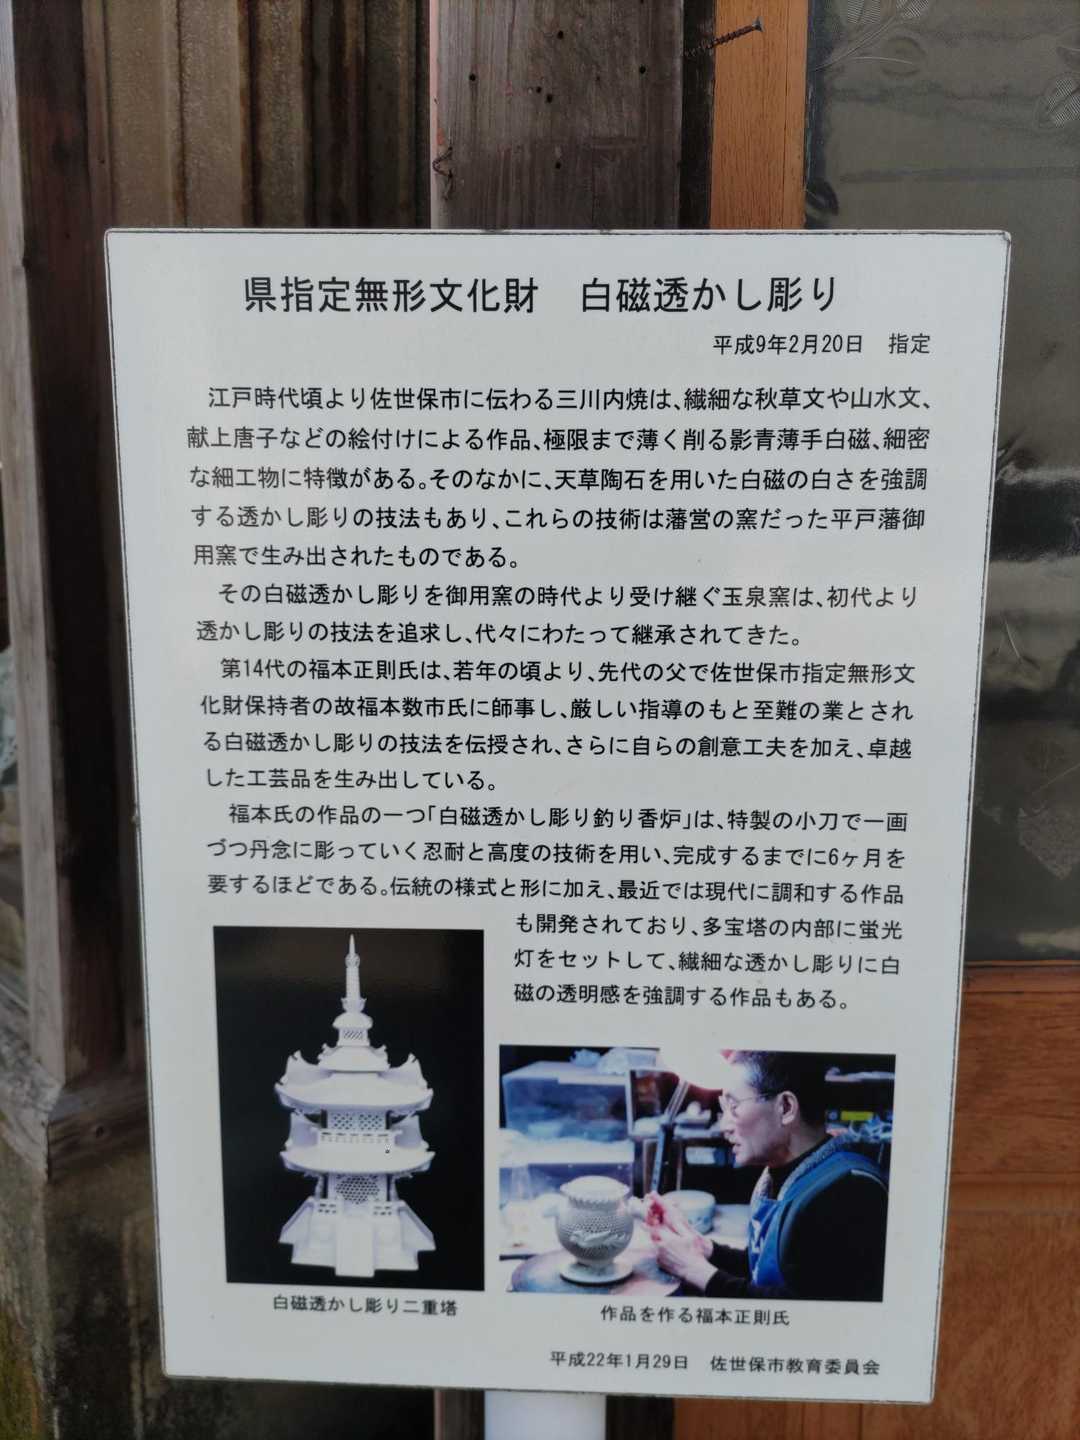 県指定無形文化財　白磁透かし彫り
平成9年2月20日　指定
江戸時代頃より佐世保市に伝わる三川内焼は、繊細な秋草文や山水文、
献上唐子などの絵付けによる作品、極限まで薄く削る影青薄手白磁、細密
な細工物に特徴がある。そのなかに、天草陶石を用いた白磁の白さを強調
する透かし彫りの技法もあり、これらの技術は藩営の窯だった平戸藩御
用窯で生み出されたものである。
その白磁透かし彫りを御用窯の時代より受け継ぐ玉泉窯は、初代より
透かし彫りの技法を追求し、代々にわたって継承されてきた。
第14代の福本正則氏は、若年の頃より、先代の父で佐世保市指定無形文
化財保持者の故福本数市氏に師事し、厳しい指導のもと至難の業とされ
る白磁透かし彫りの技法を伝授され、さらに自らの創意工夫を加え、卓越
した工芸品を生み出している。
福本氏の作品の一つ「白磁透かし彫り釣り香炉」は、特製の小刀で一画
づつ丹念に彫っていく忍耐と高度の技術を用い、完成するまでに6ヶ月を
要するほどである。伝統の様式と形に加え、最近では現代に調和する作品
も開発されており、多宝塔の内部に蛍光
灯をセットして、繊細な透かし彫りに白
磁の透明感を強調する作品もある。
白磁透かし彫り二重塔
作品を作る福本正則氏
平成22年1月29日　佐世保市教育委員会